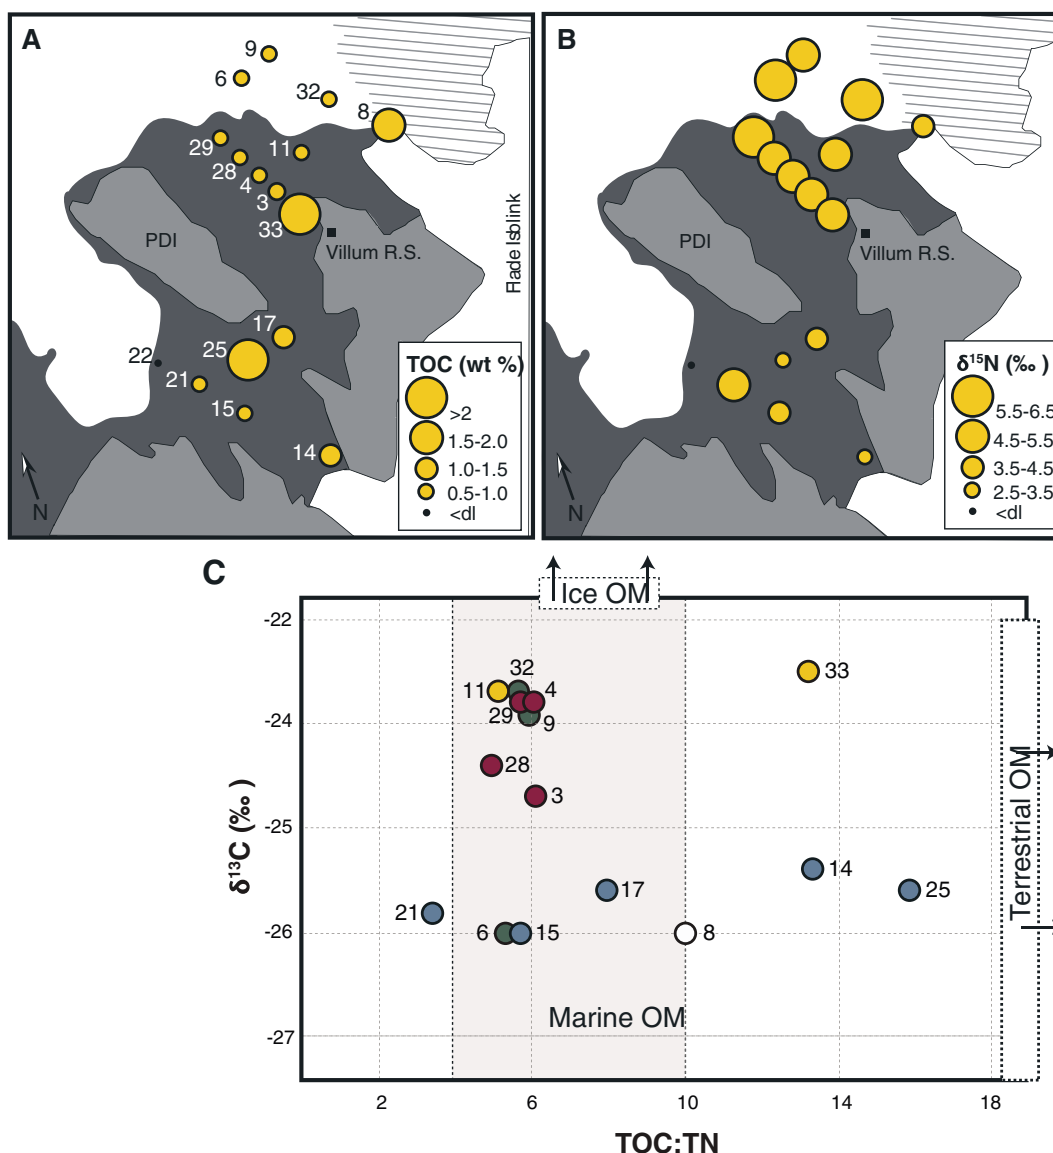 A
9
6
32
8
29
11
28
4
3
33
PDI
Villum R.S.
Flade Isblink
17
25
22
21
15
14
N
TOC (wt %)
>2
1.5-2.0
1.0-1.5
0.5-1.0
<dl
B
PDI
Villum R.S.
N
δ¹⁵N (‰ )
5.5-6.5
4.5-5.5
3.5-4.5
2.5-3.5
<dl
C
Ice OM
-22
-24
-25
-26
-27
δ¹³C (‰ )
32
11
4
29
9
33
28
3
14
17
25
21
6
15
8
Marine OM
Terrestrial OM
2
6
10
14
18
TOC:TN